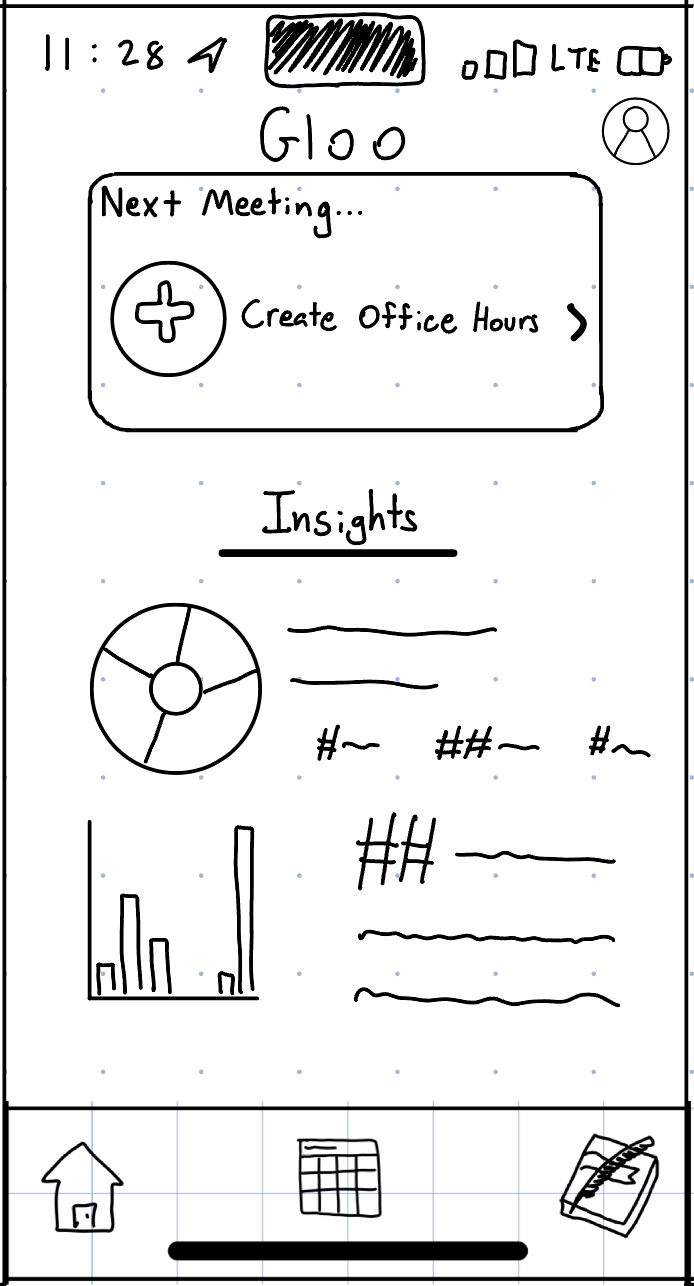 11:28 LTE
Gloo
Next Meeting...
Create Office Hours >
Insights
#~ ##~ #~
##